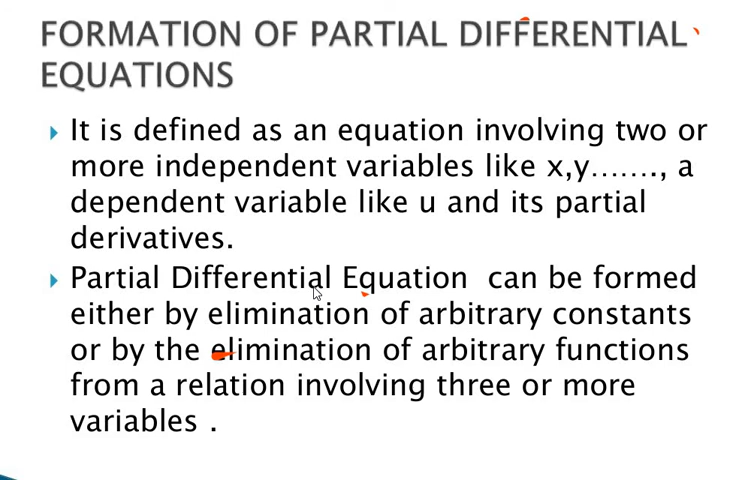 FORMATION OF PARTIAL DIFFERENTIAL
EQUATIONS
It is defined as an equation involving two or
more independent variables like x,y……., a
dependent variable like u and its partial
derivatives.
Partial Differential Equation can be formed
either by elimination of arbitrary constants
or by the elimination of arbitrary functions
from a relation involving three or more
variables .